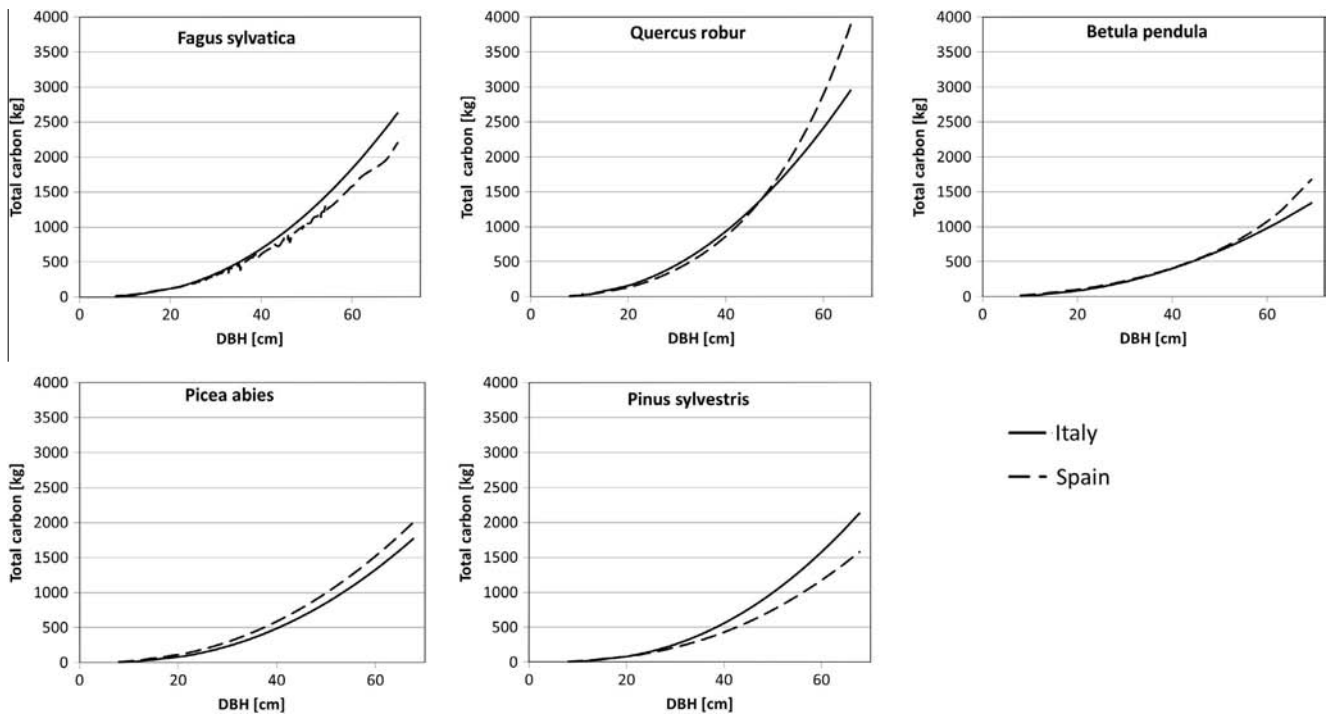 Fagus sylvatica
Total carbon [kg]
4000
3500
3000
2500
2000
1500
1000
500
0
0 20 40 60
DBH [cm]
Quercus robur
Total carbon [kg]
4000
3500
3000
2500
2000
1500
1000
500
0
0 20 40 60
DBH [cm]
Betula pendula
Total carbon [kg]
4000
3500
3000
2500
2000
1500
1000
500
0
0 20 40 60
DBH [cm]
Picea abies
Total carbon [kg]
4000
3500
3000
2500
2000
1500
1000
500
0
0 20 40 60
DBH [cm]
Pinus sylvestris
Total carbon [kg]
4000
3500
3000
2500
2000
1500
1000
500
0
0 20 40 60
DBH [cm]
Italy
Spain